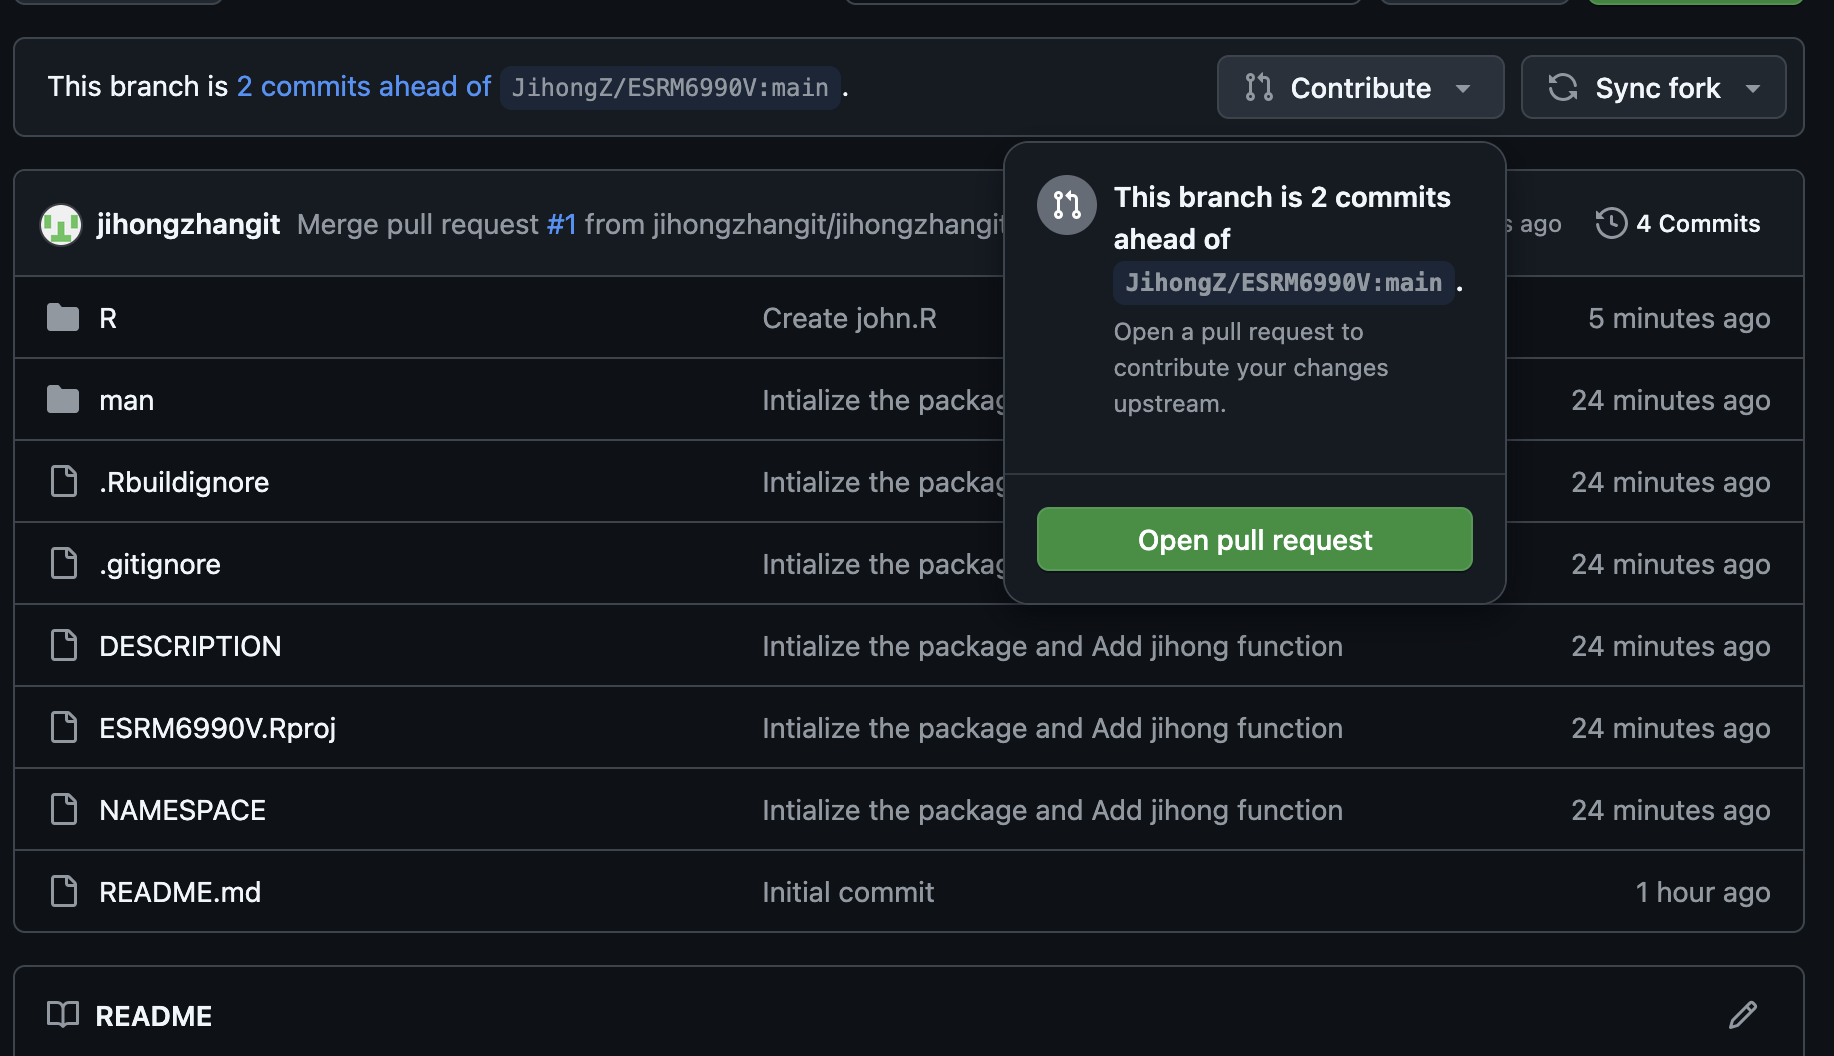 This branch is 2 commits ahead of JihongZ/ESRM6990V:main .
Contribute
Sync fork
This branch is 2 commits
ahead of
JihongZ/ESRM6990V:main .
Open a pull request to
contribute your changes
upstream.
Open pull request
jihongzhangit Merge pull request #1 from jihongzhangit/jihongzhangit
ago 4 Commits
R Create john.R 5 minutes ago
man Intialize the 24 minutes ago
.Rbuildignore Intialize the 24 minutes ago
.gitignore Intialize the 24 minutes ago
DESCRIPTION Intialize the package and Add jihong function 24 minutes ago
ESRM6990V.Rproj Intialize the package and Add jihong function 24 minutes ago
NAMESPACE Intialize the package and Add jihong function 24 minutes ago
README.md Initial commit 1 hour ago
README